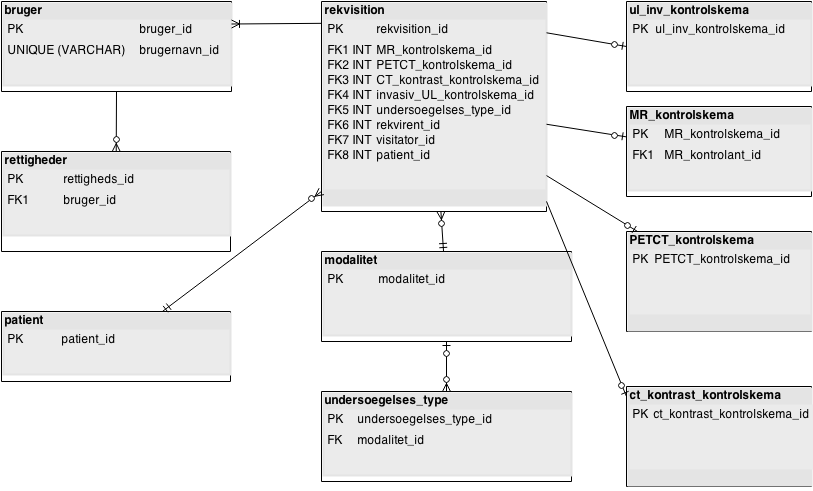 bruger
PK bruger_id
UNIQUE (VARCHAR) brugernavn_id
rettigheder
PK rettigheds_id
FK1 bruger_id
patient
PK patient_id
rekvisition
PK rekvisition_id
FK1 INT MR_kontrolskema_id
FK2 INT PETCT_kontrolskema_id
FK3 INT CT_kontrast_kontrolskema_id
FK4 INT invasiv_UL_kontrolskema_id
FK5 INT undersoegelses_type_id
FK6 INT rekvirent_id
FK7 INT visitator_id
FK8 INT patient_id
modalitet
PK modalitet_id
undersoegelses_type
PK undersoegelses_type_id
FK modalitet_id
ul_inv_kontrolskema
PK ul_inv_kontrolskema_id
MR_kontrolskema
PK MR_kontrolskema_id
FK1 MR_kontrolant_id
PETCT_kontrolskema
PK PETCT_kontrolskema_id
ct_kontrast_kontrolskema
PK ct_kontrast_kontrolskema_id